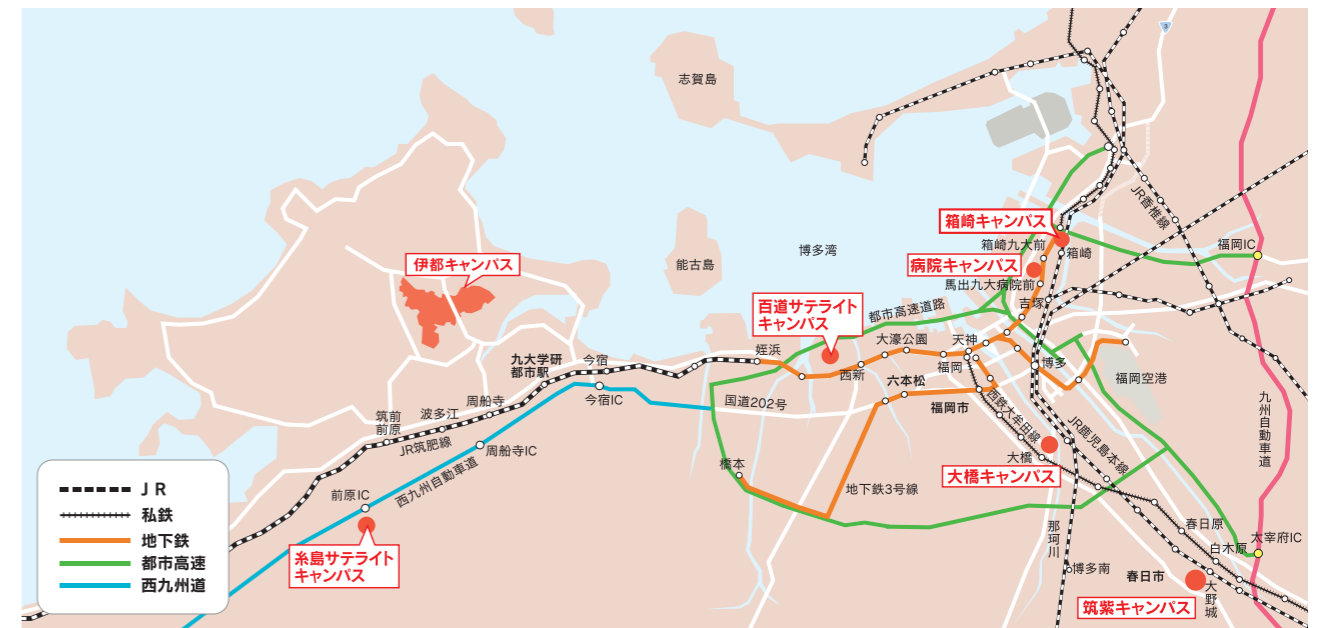 3
志賀島
JR香椎線
箱崎キャンパス
箱崎九大前
箱崎
福岡IC
能古島
博多湾
伊都キャンパス
病院キャンパス
馬出九大病院前
吉塚
百道サテライト
キャンパス
都市高速道路
大濠公園
天神
姪浜
西新
福岡
博多
福岡空港
九大学研
都市駅
今宿
六本松
今宿IC
国道202号
福岡市
西鉄大牟田線
JR鹿児島本線
九州自動車道
周船寺
波多江
筑前
前原
JR筑肥線
周船寺IC
西九州自動車道
前原IC
橋本
地下鉄3号線
大橋
大橋キャンパス
糸島サテライト
キャンパス
那珂川
春日原
白木原
太宰府IC
博多南
春日市
大野城
筑紫キャンパス
JR
私鉄
地下鉄
都市高速
西九州道